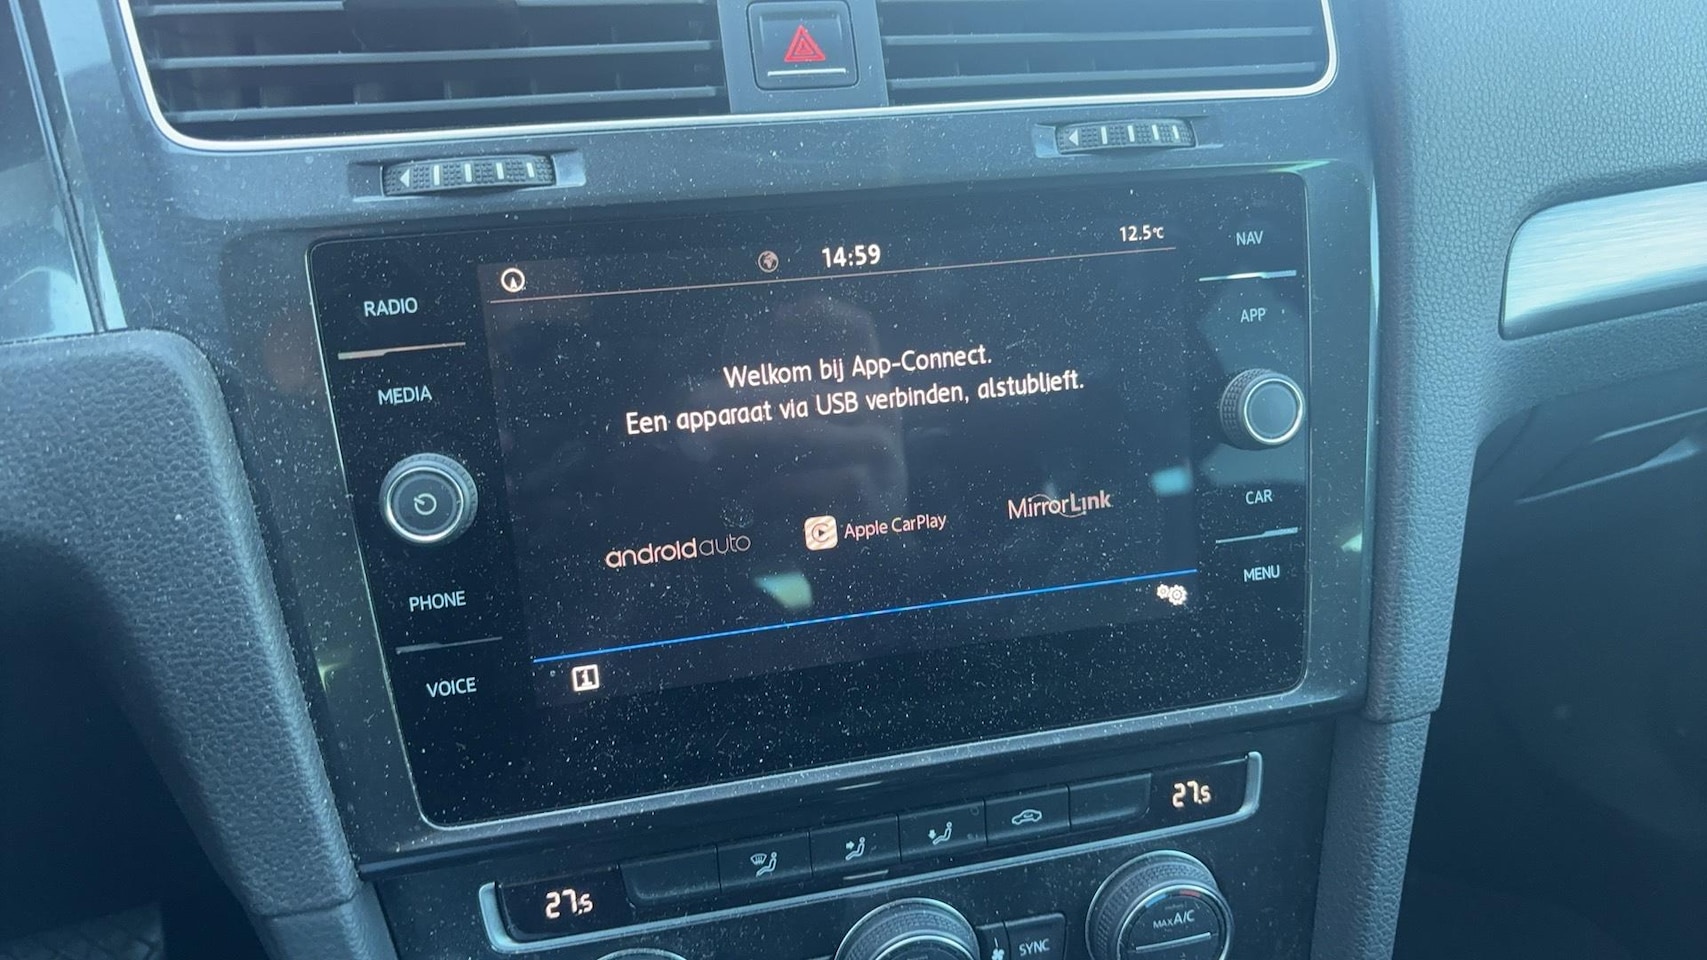 14:59
12.5°C
NAV
RADIO
APP
MEDIA
Welkom bij App-Connect.
Een apparaat via USB verbinden, alstublieft.
androidauto
Apple CarPlay
MirrorLink
CAR
PHONE
MENU
VOICE
1
27.5
27.5
MAX A/C
SYNC